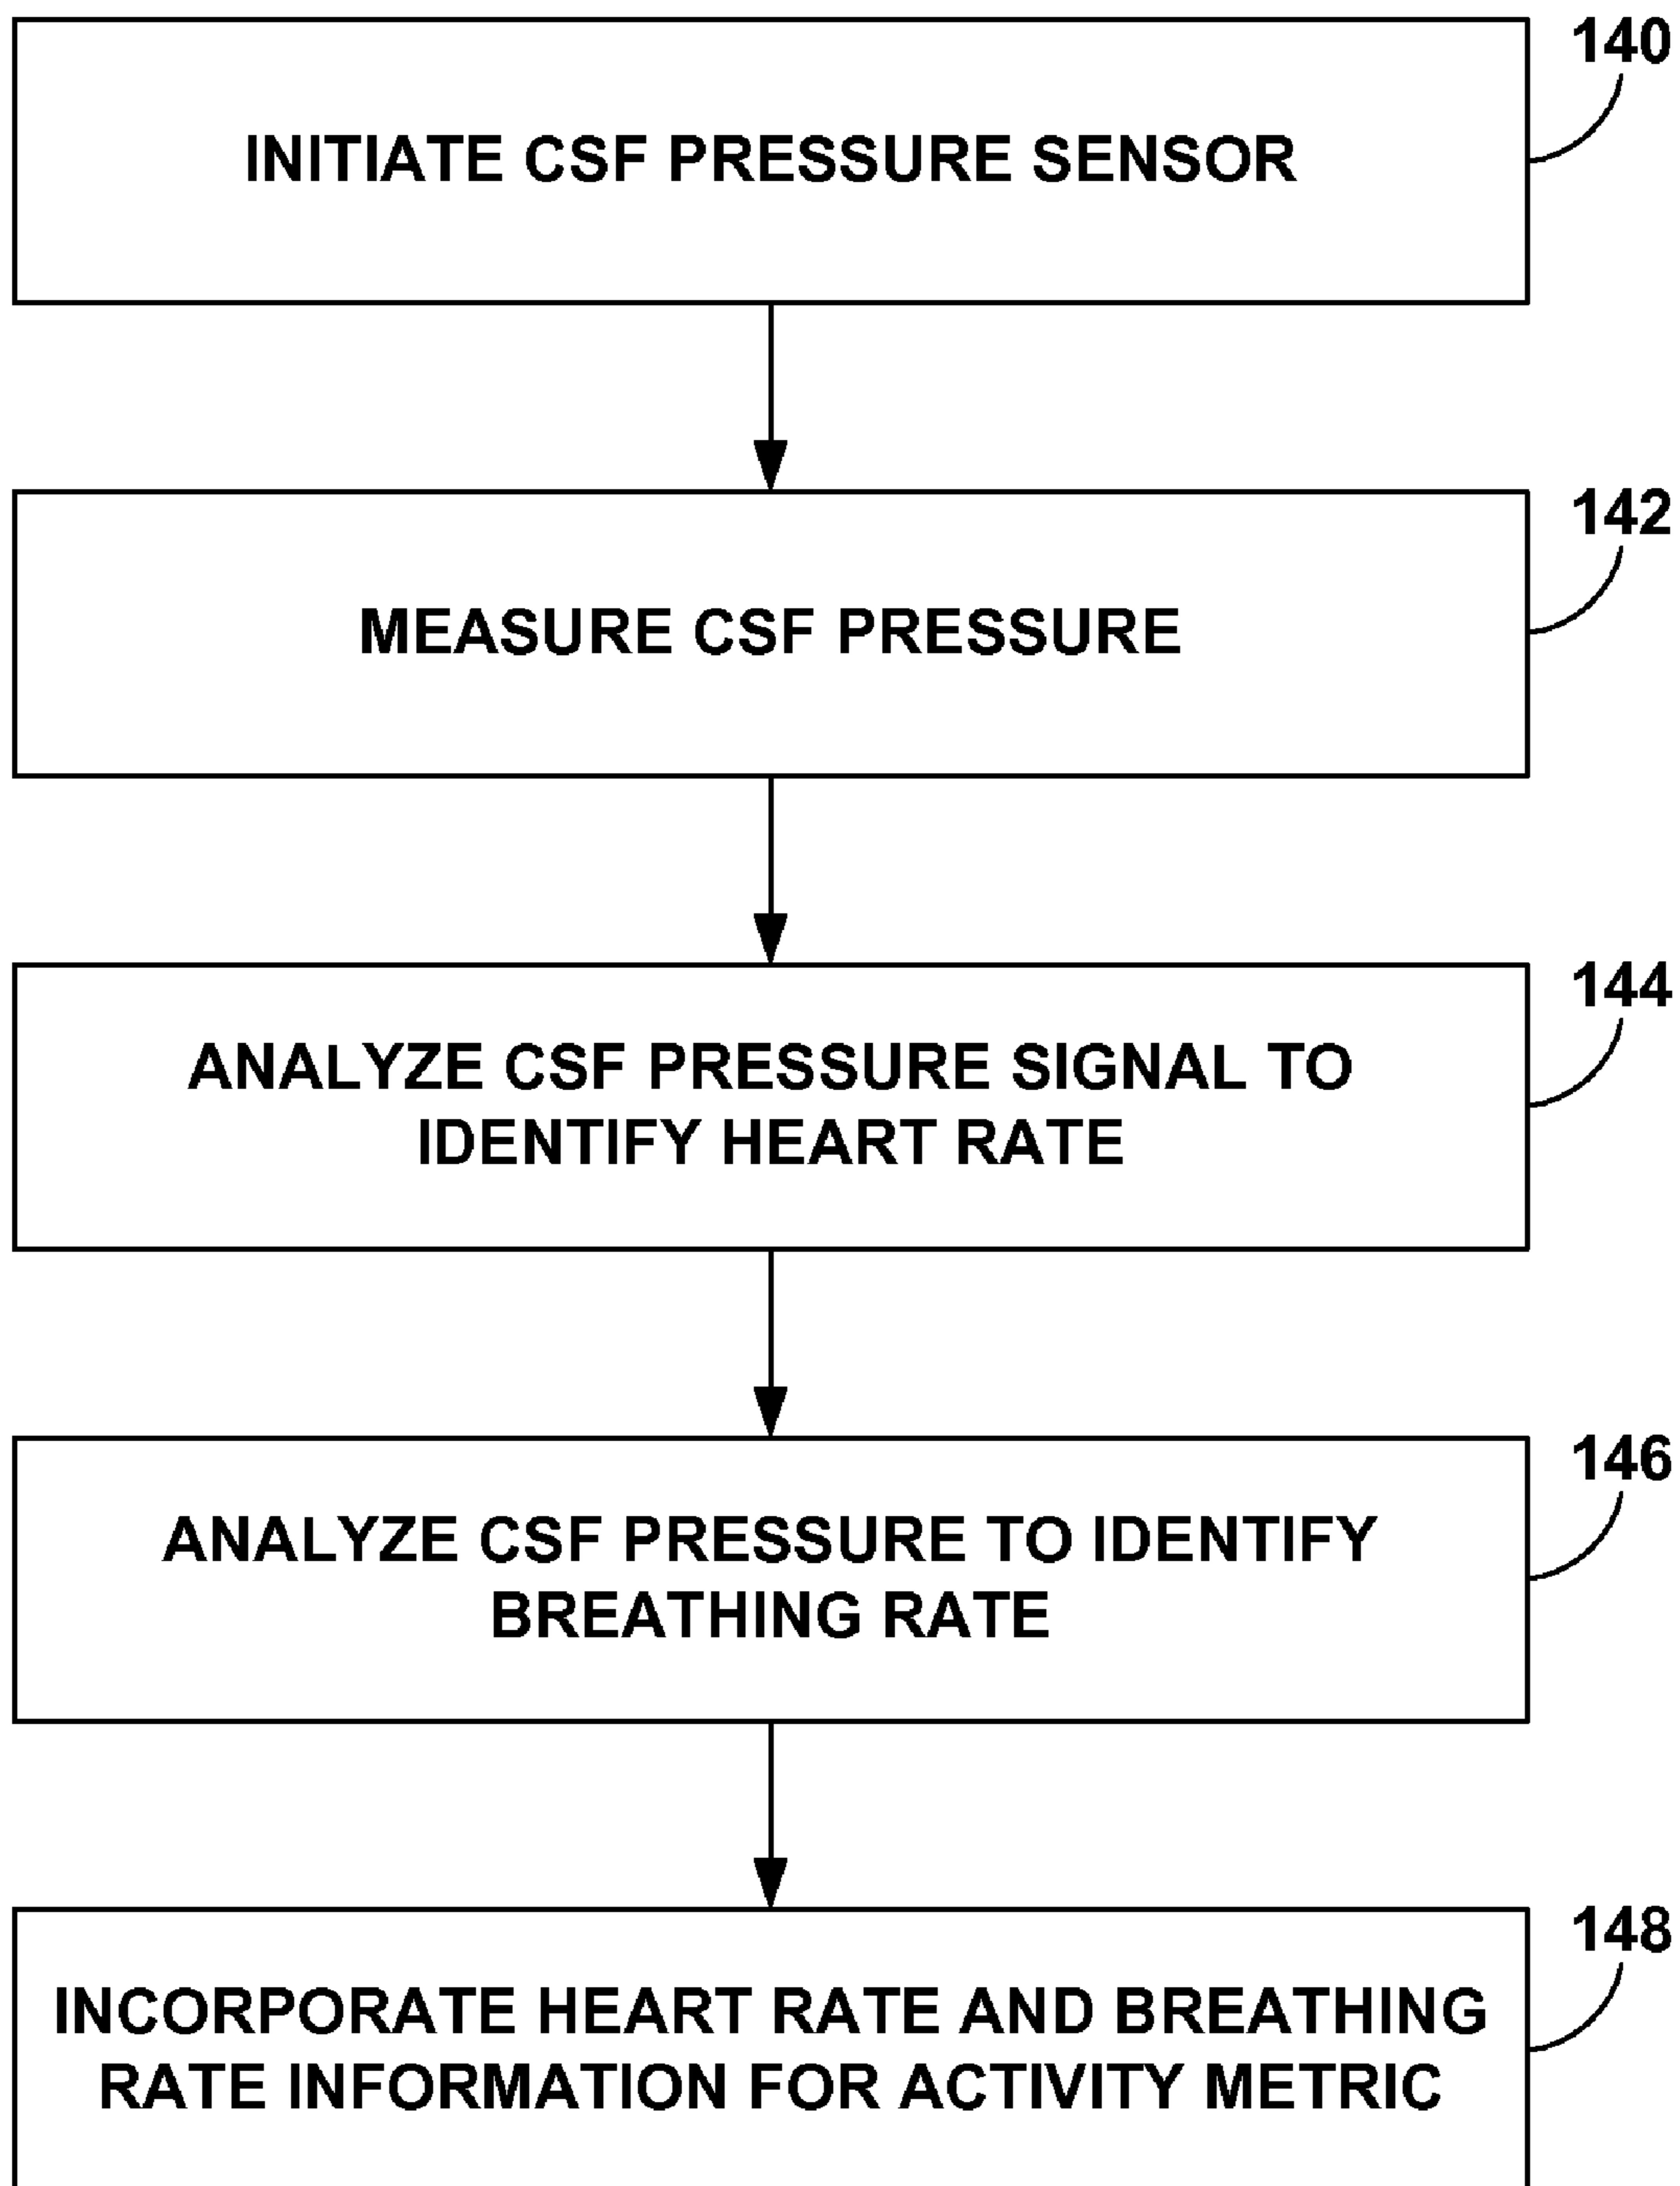 140
INITIATE CSF PRESSURE SENSOR
142
MEASURE CSF PRESSURE
144
ANALYZE CSF PRESSURE SIGNAL TO
IDENTIFY HEART RATE
146
ANALYZE CSF PRESSURE TO IDENTIFY
BREATHING RATE
148
INCORPORATE HEART RATE AND BREATHING
RATE INFORMATION FOR ACTIVITY METRIC